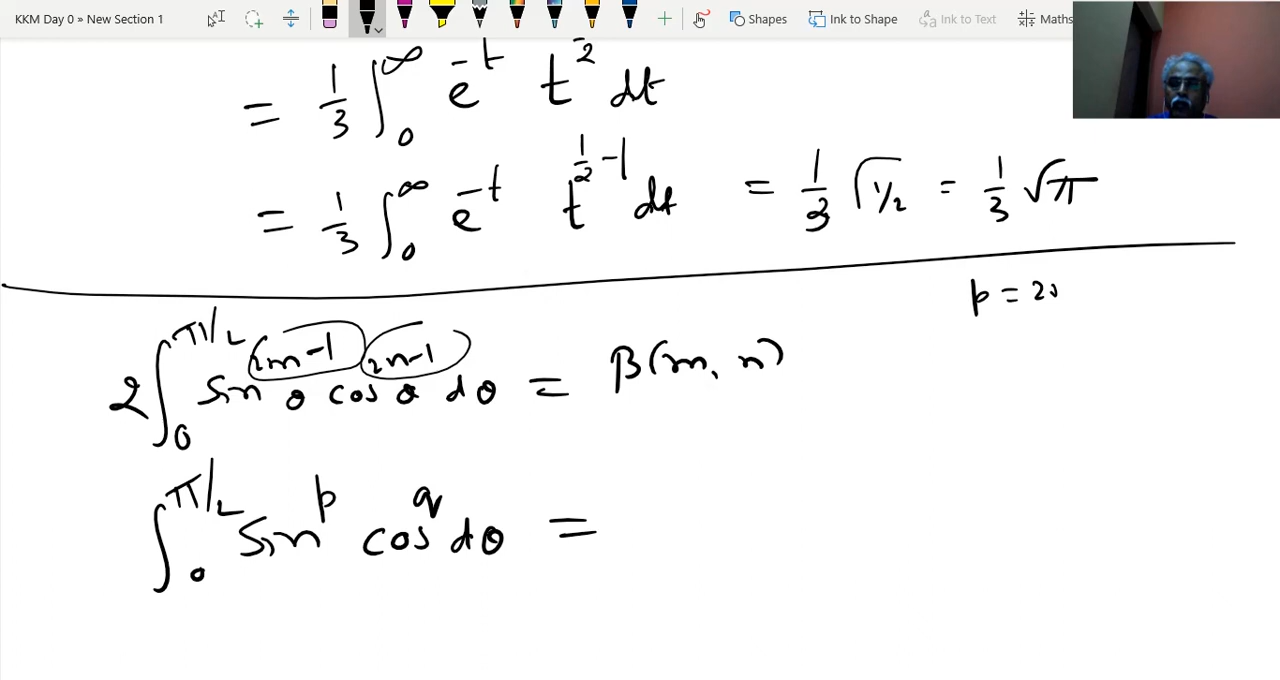 KKM Day 0 » New Section 1 Shapes Ink to Shape Ink to Text Maths
= 1/3 ∫₀^∞ e^-t t^-2 dt
= 1/3 ∫₀^∞ e^-t t^(1/2 -1) dt = 1/3 Γ1/2 = 1/3 √π
p = 2
2 ∫₀^π/2 sin^(2m-1) θ cos^(2n-1) θ dθ = β(m, n)
∫₀^π/2 sin^p cos^q dθ =